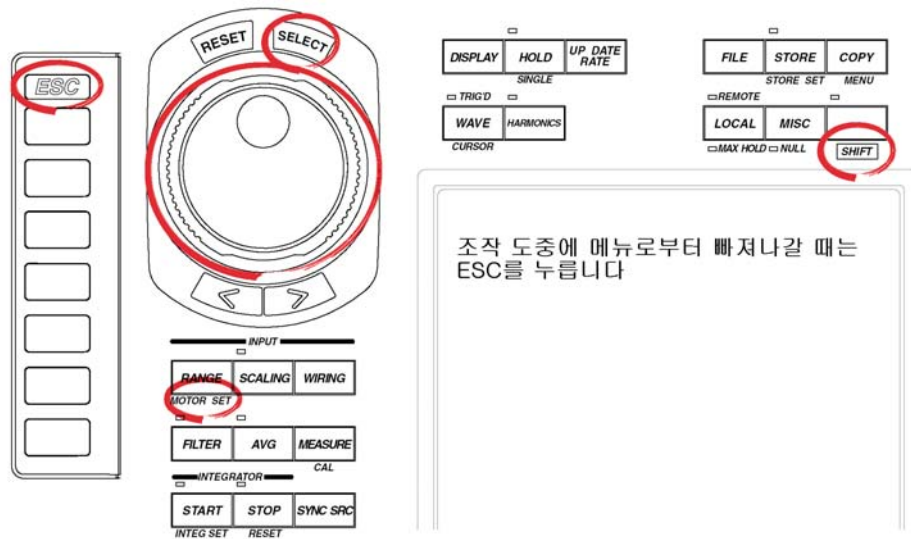 RESET
SELECT
ESC
DISPLAY HOLD UP DATE RATE
SINGLE
TRIG'D
WAVE HARMONICS
CURSOR
FILE STORE COPY
STORE SET MENU
REMOTE
LOCAL MISC
MAX HOLD NULL SHIFT
조작 도중에 메뉴로부터 빠져나갈 때는
ESC를 누릅니다
< >
INPUT
RANGE SCALING WIRING
MOTOR SET
FILTER AVG MEASURE
CAL
INTEGRATOR
START STOP SYNC SRC
INTEG SET RESET